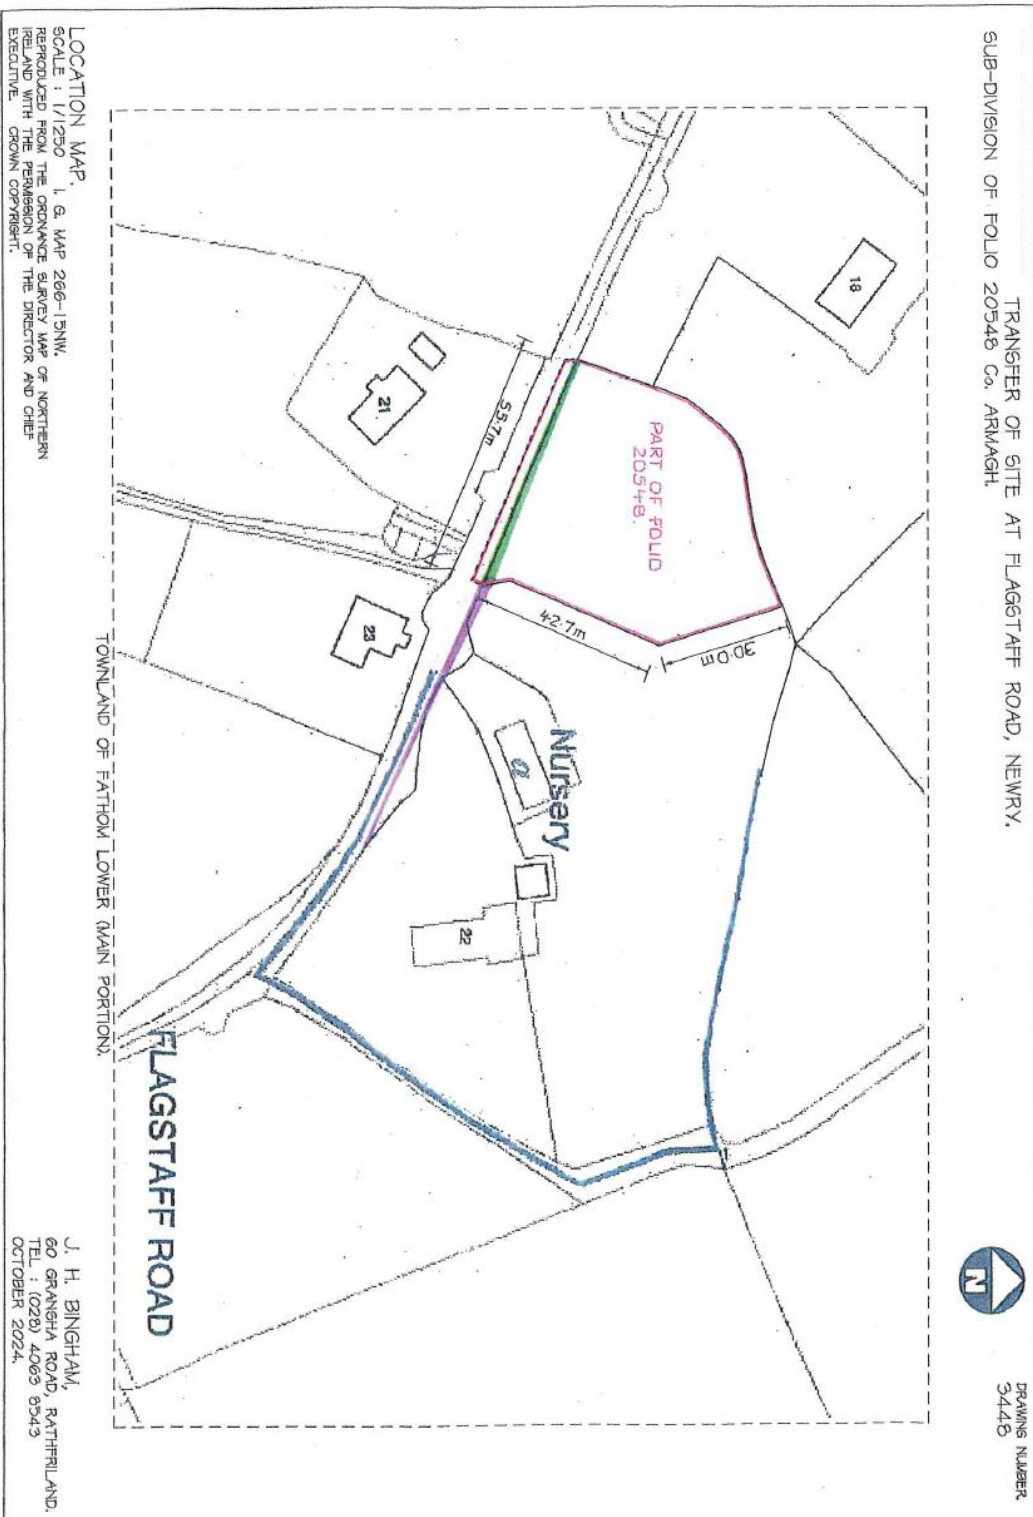 TRANSFER OF SITE AT FLAGSTAFF ROAD, NEWRY.
SUB-DIVISION OF FOLIO 20548 Co. ARMAGH.
DRAWING NUMBER
3448
N
18
PART OF FOLIO
20548.
30.0m
42.7m
55.7m
21
23
Nursery
a
22
FLAGSTAFF ROAD
TOWNLAND OF FATHOM LOWER (MAIN PORTION).
LOCATION MAP.
SCALE : 1/1250 I. G. MAP 266-15NW.
REPRODUCED FROM THE ORDNANCE SURVEY MAP OF NORTHERN
IRELAND WITH THE PERMISSION OF THE DIRECTOR AND CHIEF
EXECUTIVE. CROWN COPYRIGHT.
J. H. BINGHAM,
60 GRANSHA ROAD, RATHFRILAND.
TEL : (028) 4063 8543
OCTOBER 2024.